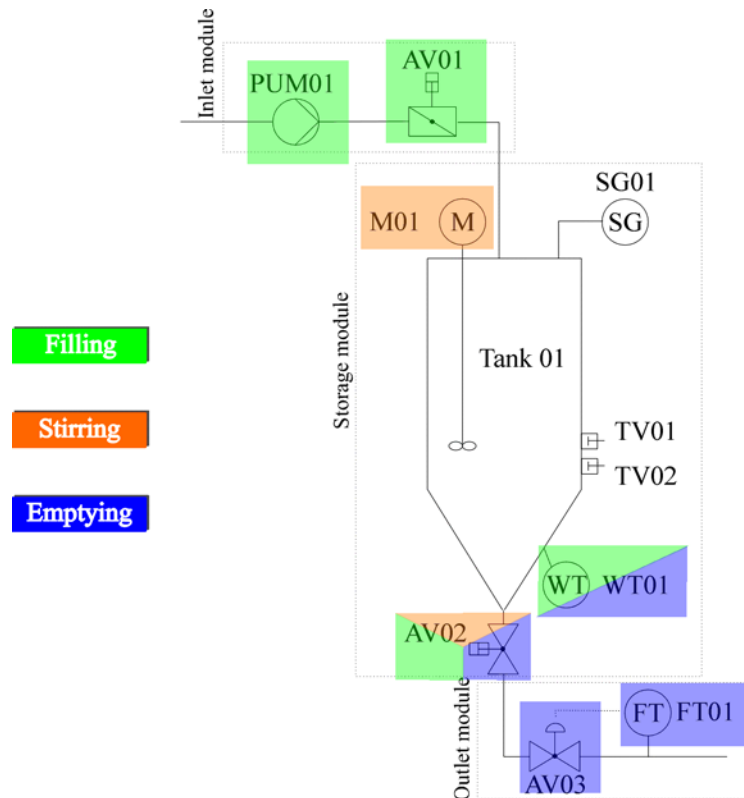 Inlet module
PUM01
AV01
SG01
M01
M
SG
Storage module
Filling
Tank 01
Stirring
TV01
TV02
Emptying
WT
WT01
AV02
Outlet module
FT
FT01
AV03